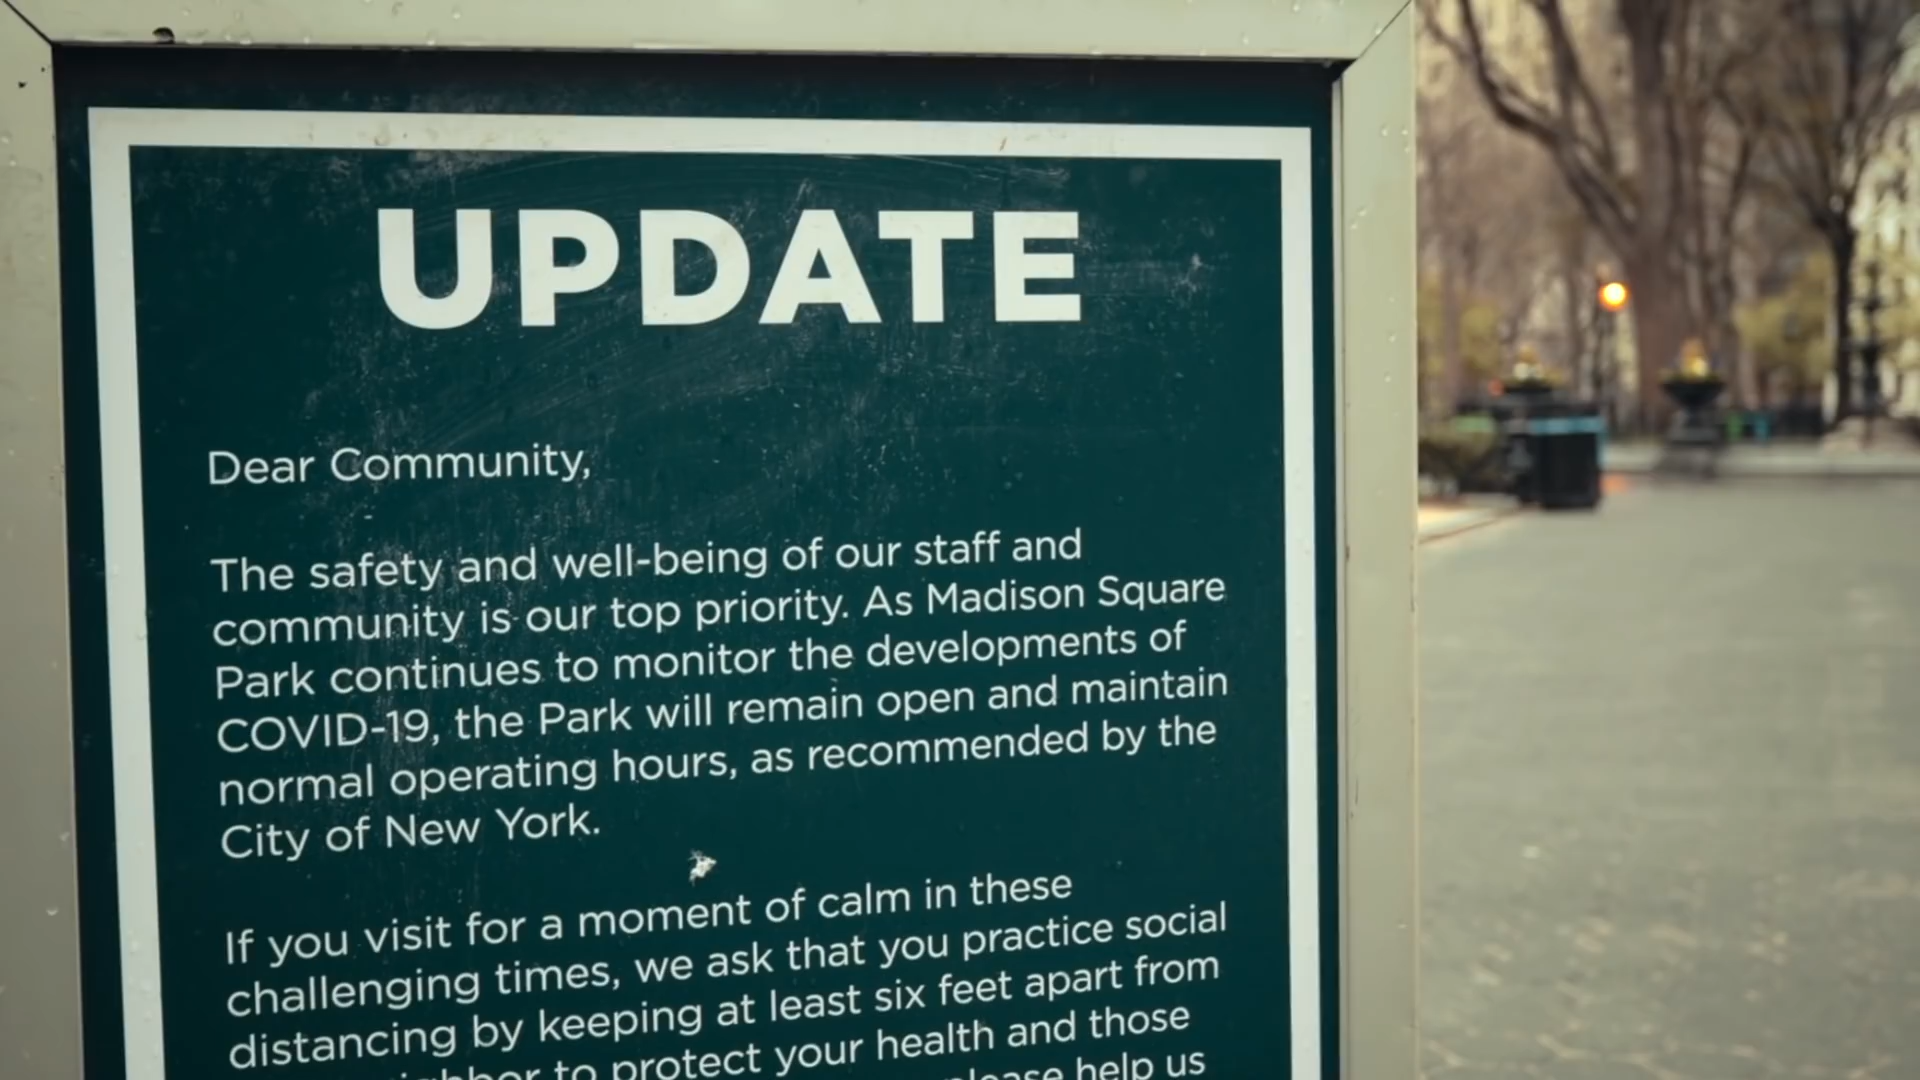 UPDATE
Dear Community,
The safety and well-being of our staff and
community is our top priority. As Madison Square
Park continues to monitor the developments of
COVID-19, the Park will remain open and maintain
normal operating hours, as recommended by the
City of New York.
If you visit for a moment of calm in these
challenging times, we ask that you practice social
distancing by keeping at least six feet apart from
to protect your health and those
please help us